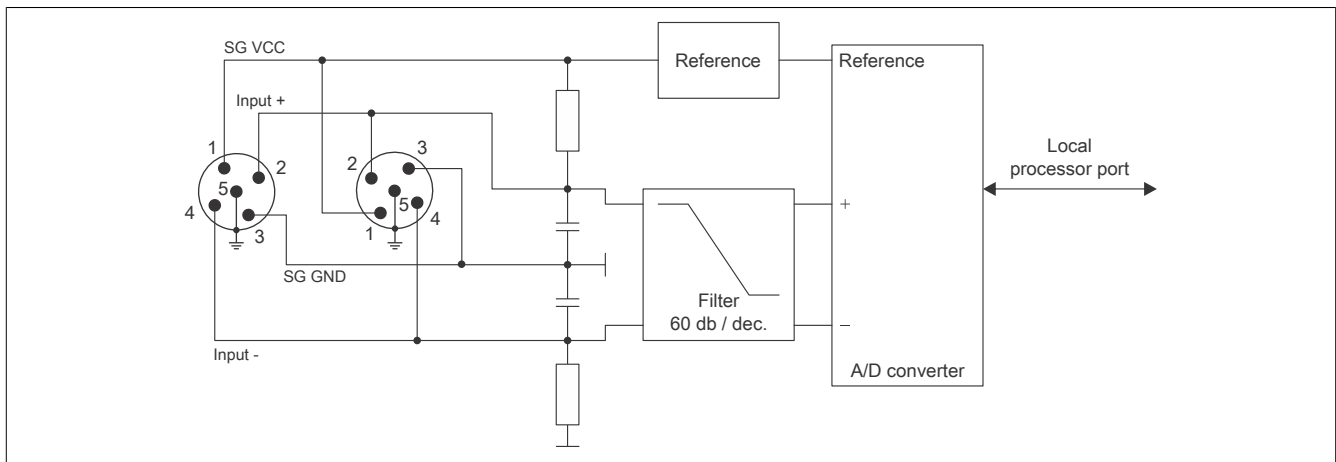 SG VCC
Reference
Reference
Input +
1
2
3
4
5
2
3
1
4
5
SG GND
Input -
Filter
60 db / dec.
+
−
A/D converter
Local
processor port